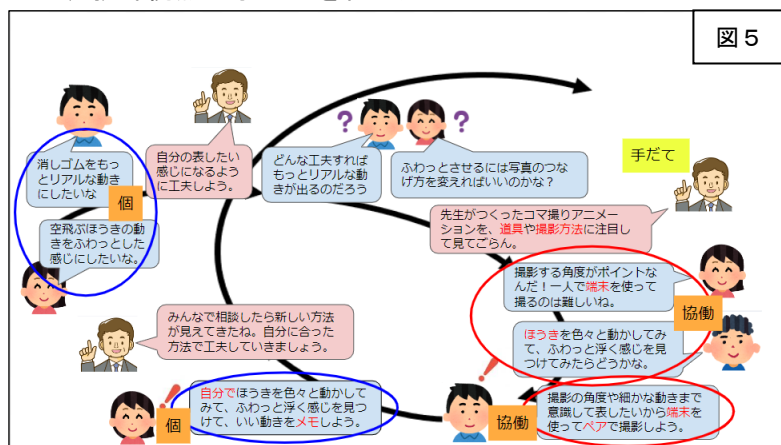 図５
消しゴムをもっ
とリアルな動き
にしたいな
個
空飛ぶほうきの動
きをふわっとした
感じにしたいな。
自分の表したい
感じになるよう
に工夫しよう。
?
?
どんな工夫すれば
もっとリアルな動
きが出るのだろう
ふわっとさせるには写真のつな
げ方を変えればいいのかな？
手だて
先生がつくったコマ撮りアニメー
ションを、道具や撮影方法に注目し
て見てごらん。
撮影する角度がポイントな
んだ！一人で端末を使って
撮るのは難しいね。
協働
ほうきを色々と動かしてみ
て、ふわっと浮く感じを見
つけてみたらどうかな。
みんなで相談したら新しい方法
が見えてきたね。自分に合った
方法で工夫していきましょう。
撮影の角度や細かな動きまで
意識して表したいから端末を
使ってペアで撮影しよう。
協働
!
自分でほうきを色々と動かして
みて、ふわっと浮く感じを見つ
けて、いい動きをメモしよう。
個
!